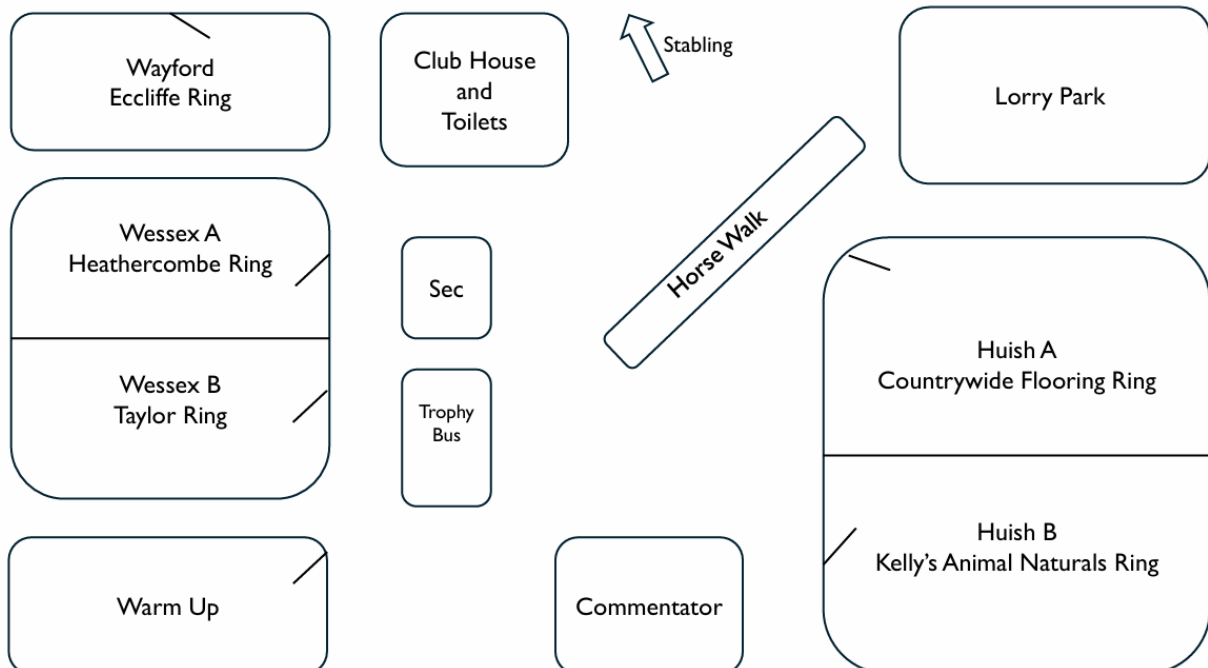 Wayford
Eccliffe Ring
Club House
and
Toilets
Stabling
Lorry Park
Wessex A
Heathercombe Ring
Sec
Horse Walk
Huish A
Countrywide Flooring Ring
Wessex B
Taylor Ring
Trophy
Bus
Huish B
Kelly's Animal Naturals Ring
Warm Up
Commentator